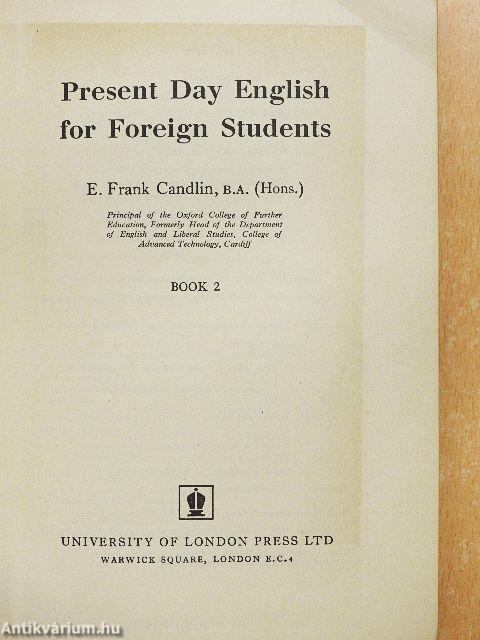 Present Day English
for Foreign Students
E. Frank Candlin, B.A. (Hons.)
Principal of the Oxford College of Further
Education, Formerly Head of the Department
of English and Liberal Studies, College of
Advanced Technology, Cardiff
BOOK 2
UNIVERSITY OF LONDON PRESS LTD
WARWICK SQUARE, LONDON E.C.4
Antikvárium.hu